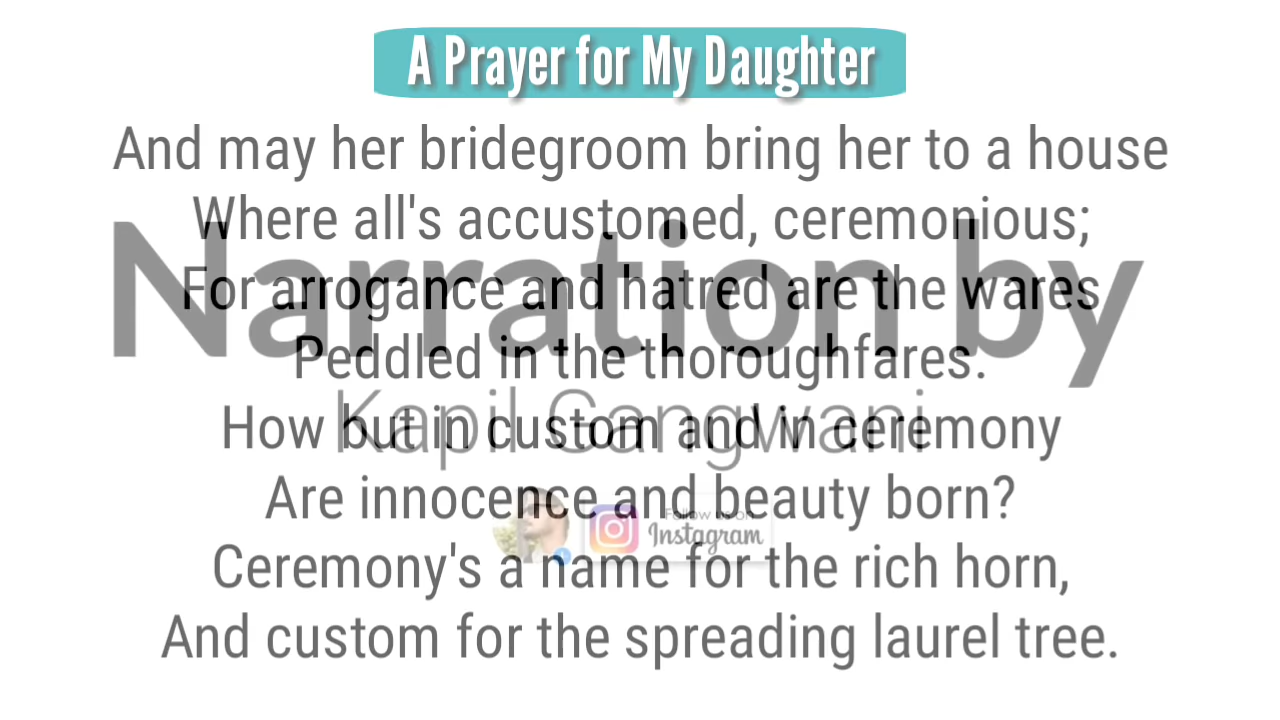 A Prayer for My Daughter
And may her bridegroom bring her to a house
Where all's accustomed, ceremonious;
Narration by
For arrogance and hatred are the wares
Peddled in the thoroughfares.
Kapil Gangwani
How but in custom and in ceremony
Are innocence and beauty born?
Follow us on
Instagram
Ceremony's a name for the rich horn,
And custom for the spreading laurel tree.